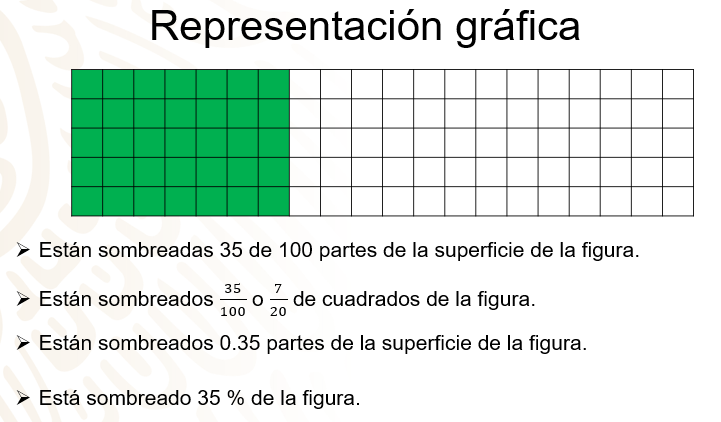 Representación gráfica
➢ Están sombreadas 35 de 100 partes de la superficie de la figura.
➢ Están sombreados 35/100 o 7/20 de cuadrados de la figura.
➢ Están sombreados 0.35 partes de la superficie de la figura.
➢ Está sombreado 35 % de la figura.